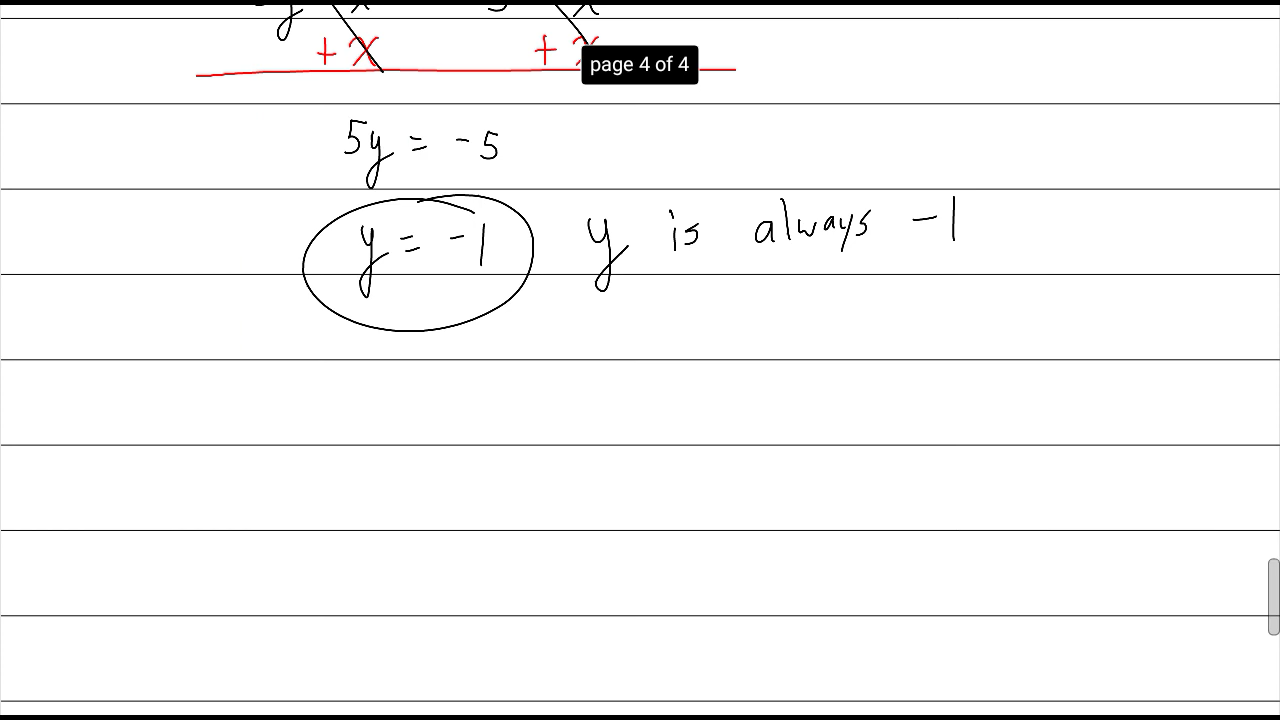 + x + x
page 4 of 4
5y = -5
y = -1 y is always -1